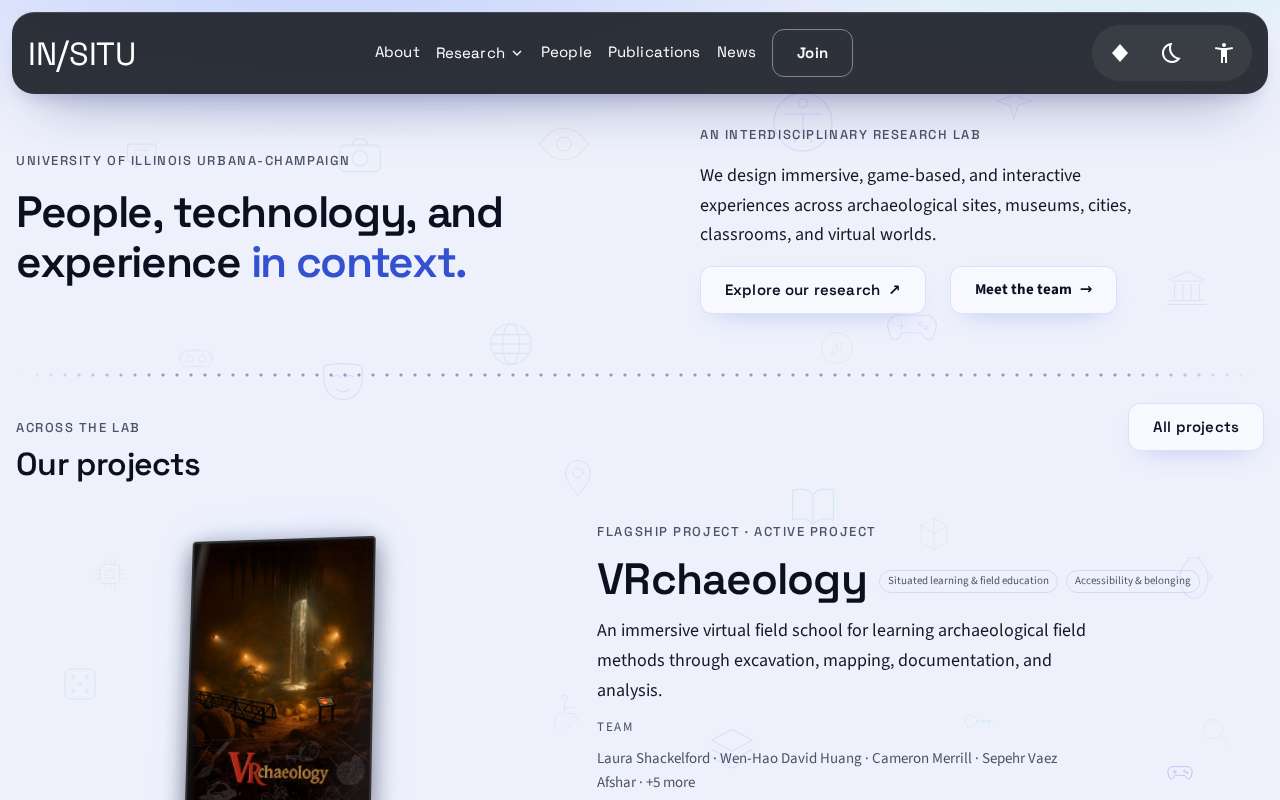 IN/SITU
About
Research
People
Publications
News
Join
UNIVERSITY OF ILLINOIS URBANA-CHAMPAIGN
People, technology, and
experience in context.
AN INTERDISCIPLINARY RESEARCH LAB
We design immersive, game-based, and interactive
experiences across archaeological sites, museums, cities,
classrooms, and virtual worlds.
Explore our research ↗
Meet the team →
ACROSS THE LAB
Our projects
All projects
VRchaeology
FLAGSHIP PROJECT · ACTIVE PROJECT
VRchaeology
Situated learning & field education
Accessibility & belonging
An immersive virtual field school for learning archaeological field
methods through excavation, mapping, documentation, and
analysis.
TEAM
Laura Shackelford · Wen-Hao David Huang · Cameron Merrill · Sepehr Vaez
Afshar · +5 more